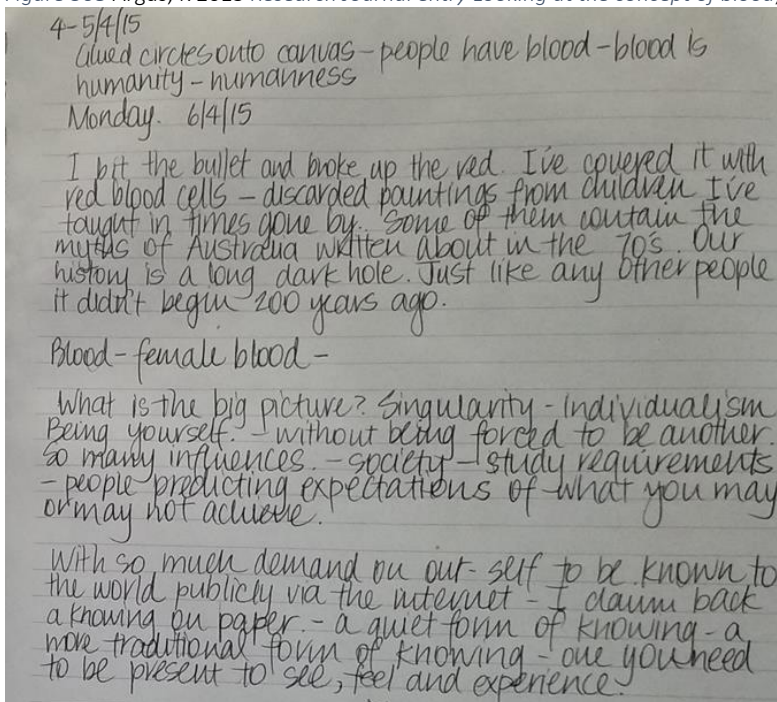 4-5/4/15
Glued circles onto canvas - people have blood - blood is
humanity - humanness
Monday. 6/4/15
I bit the bullet and broke up the red. I've covered it with
red blood cells - discarded paintings from children I've
taught in times gone by. Some of them contain the
myths of Australia written about in the 70's. Our
history is a long dark hole. Just like any other people
it didn't begin 200 years ago.
Blood - female blood -
What is the big picture? Singularity - individualism
Being yourself. - without being forced to be another.
So many influences. - society - study requirements
- people predicting expectations of what you may
or may not achieve.
With so much demand on out-self to be known to
the world publicly via the internet - I claim back
a knowing on paper. - a quiet form of knowing - a
more traditional form of knowing - one you need
to be present to see, feel and experience.